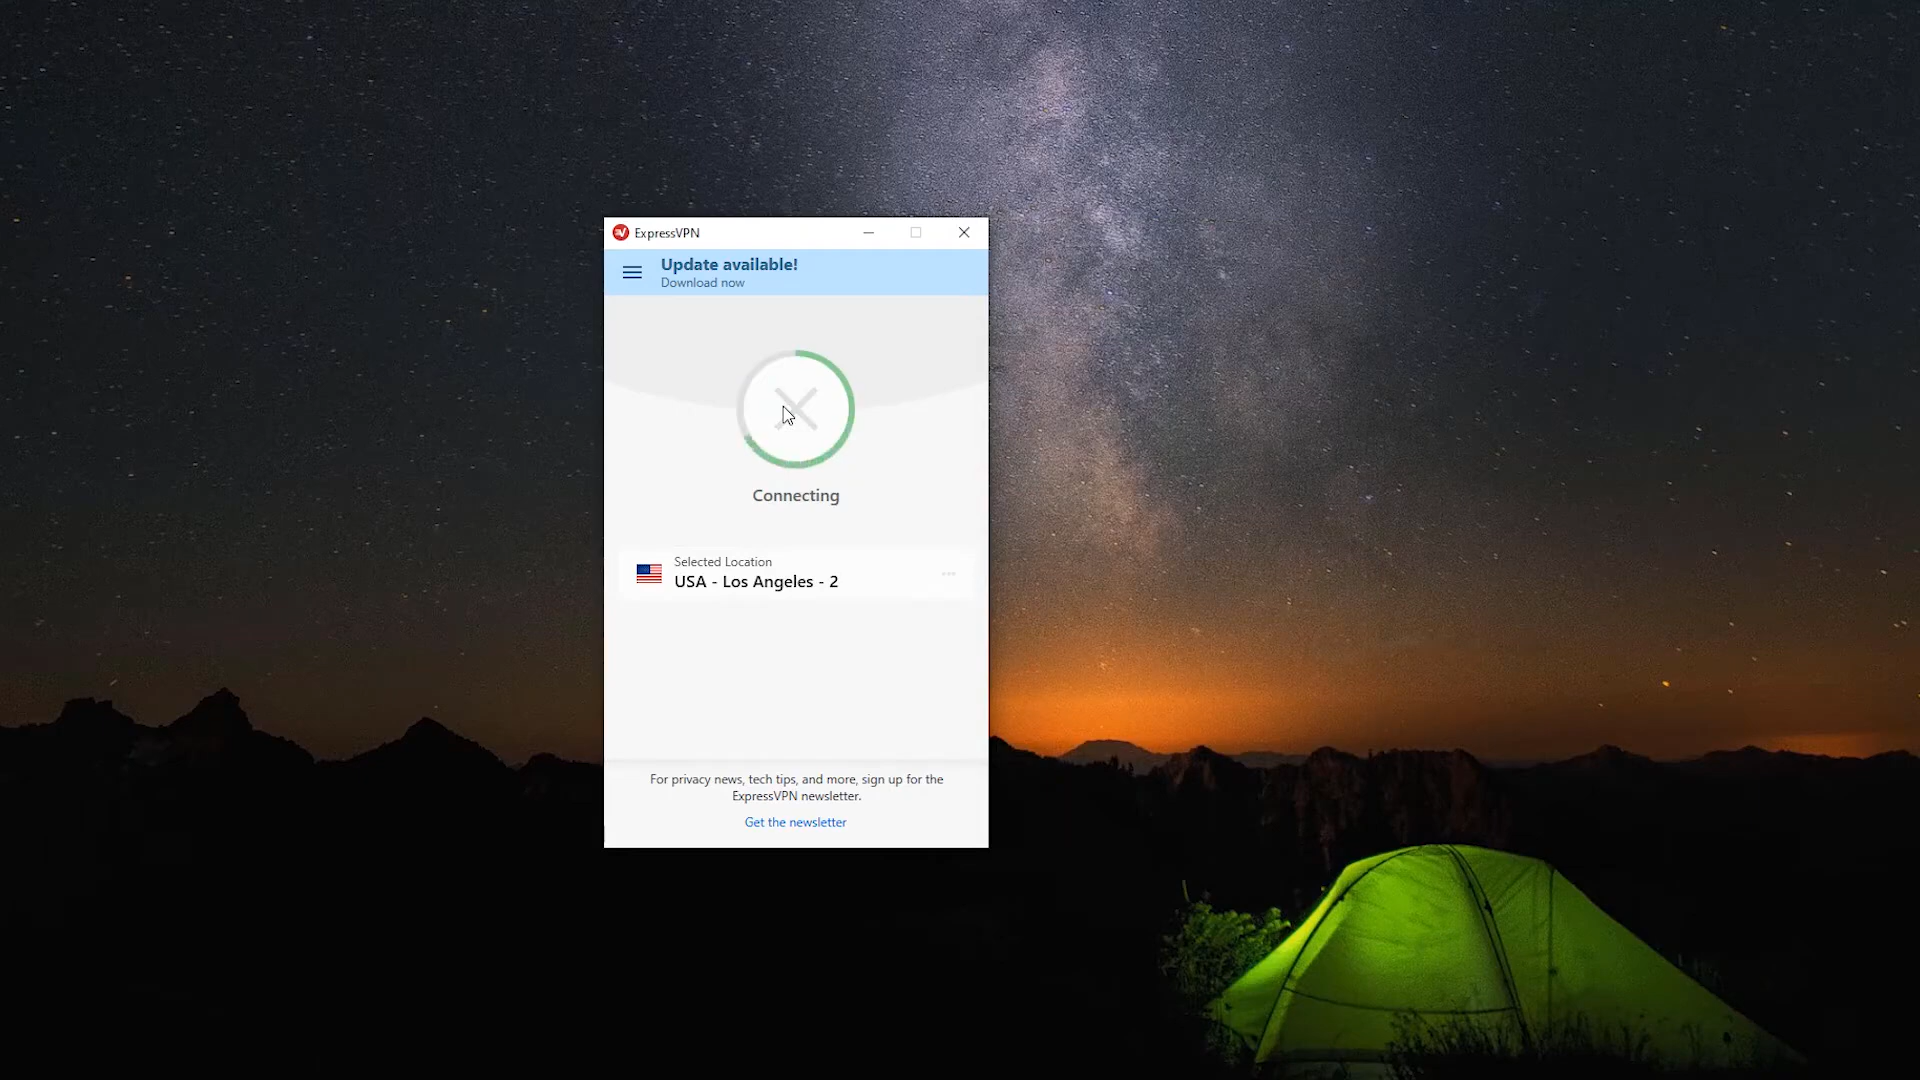 ExpressVPN
Update available!
Download now
Connecting
Selected Location
USA - Los Angeles - 2
For privacy news, tech tips, and more, sign up for the
ExpressVPN newsletter.
Get the newsletter